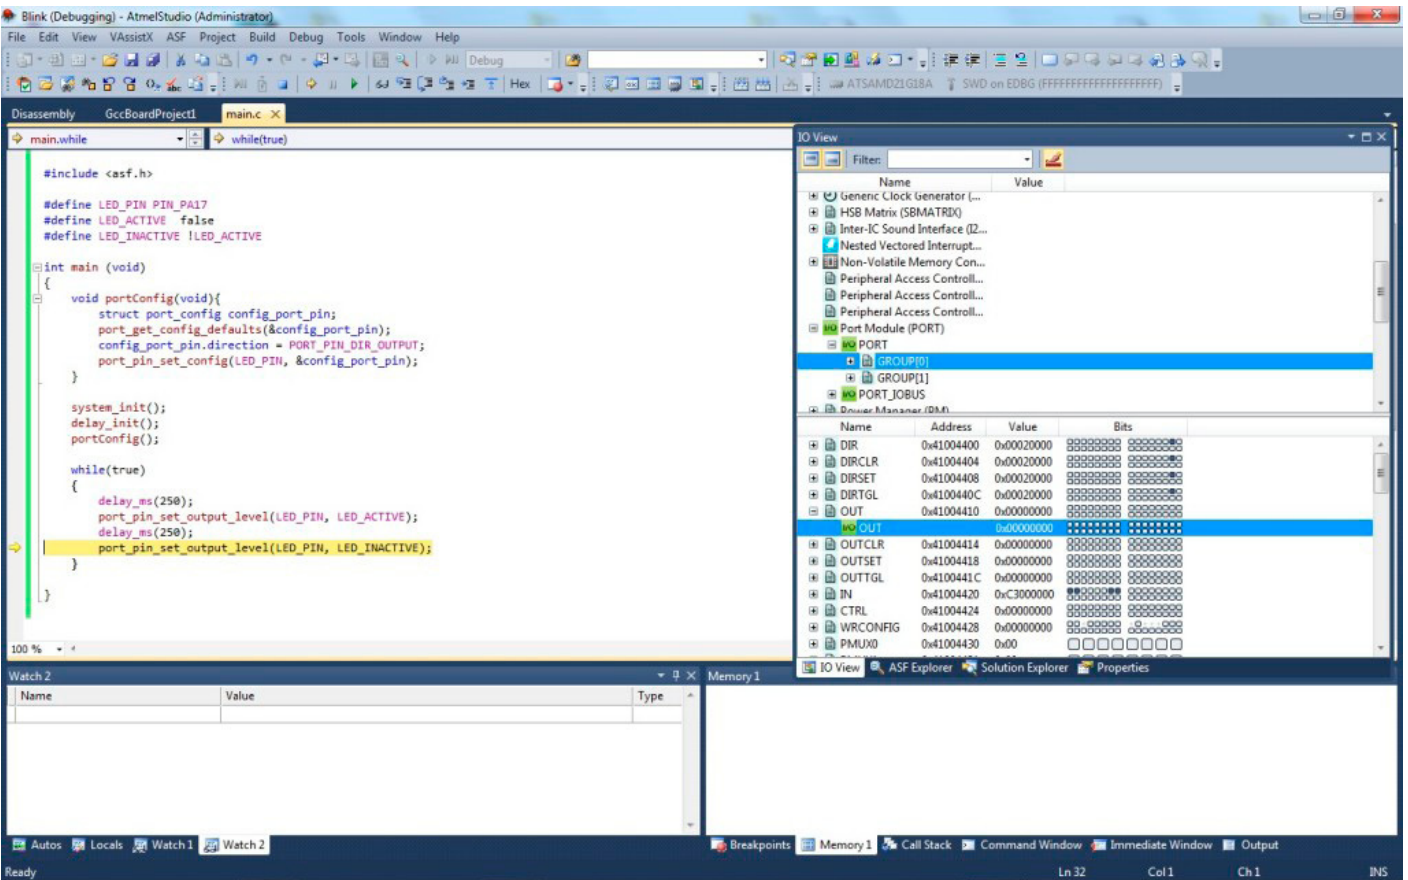 Blink (Debugging) - AtmelStudio (Administrator)
File Edit View VAssistX ASF Project Build Debug Tools Window Help
Debug
Hex ATSAMD21G18A SWD on EDBG (FFFFFFFFFFFFFFFFFFFF)
Disassembly GccBoardProject1 main.c
main.while while(true)
#include <asf.h>
#define LED_PIN PIN_PA17
#define LED_ACTIVE false
#define LED_INACTIVE !LED_ACTIVE
int main (void)
{
void portConfig(void){
struct port_config config_port_pin;
port_get_config_defaults(&config_port_pin);
config_port_pin.direction = PORT_PIN_DIR_OUTPUT;
port_pin_set_config(LED_PIN, &config_port_pin);
}
system_init();
delay_init();
portConfig();
while(true)
{
delay_ms(250);
port_pin_set_output_level(LED_PIN, LED_ACTIVE);
delay_ms(250);
port_pin_set_output_level(LED_PIN, LED_INACTIVE);
}
}
100 %
IO View
Filter:
Name Value
Generic Clock Generator (...
HSB Matrix (SBMATRIX)
Inter-IC Sound Interface (I2...
Nested Vectored Interrupt...
Non-Volatile Memory Con...
Peripheral Access Controll...
Peripheral Access Controll...
Peripheral Access Controll...
I/O Port Module (PORT)
I/O PORT
GROUP[0]
GROUP[1]
I/O PORT_IOBUS
Power Manager (PM)
Name Address Value Bits
DIR 0x41004400 0x00020000
DIRCLR 0x41004404 0x00020000
DIRSET 0x41004408 0x00020000
DIRTGL 0x4100440C 0x00020000
OUT 0x41004410 0x00000000
I/O OUT 0x00000000
OUTCLR 0x41004414 0x00000000
OUTSET 0x41004418 0x00000000
OUTTGL 0x4100441C 0x00000000
IN 0x41004420 0xC3000000
CTRL 0x41004424 0x00000000
WRCONFIG 0x41004428 0x00000000
PMUX0 0x41004430 0x00
IO View ASF Explorer Solution Explorer Properties
Watch 2
Name Value Type
Memory 1
Autos Locals Watch 1 Watch 2
Breakpoints Memory 1 Call Stack Command Window Immediate Window Output
Ready Ln 32 Col 1 Ch 1 INS